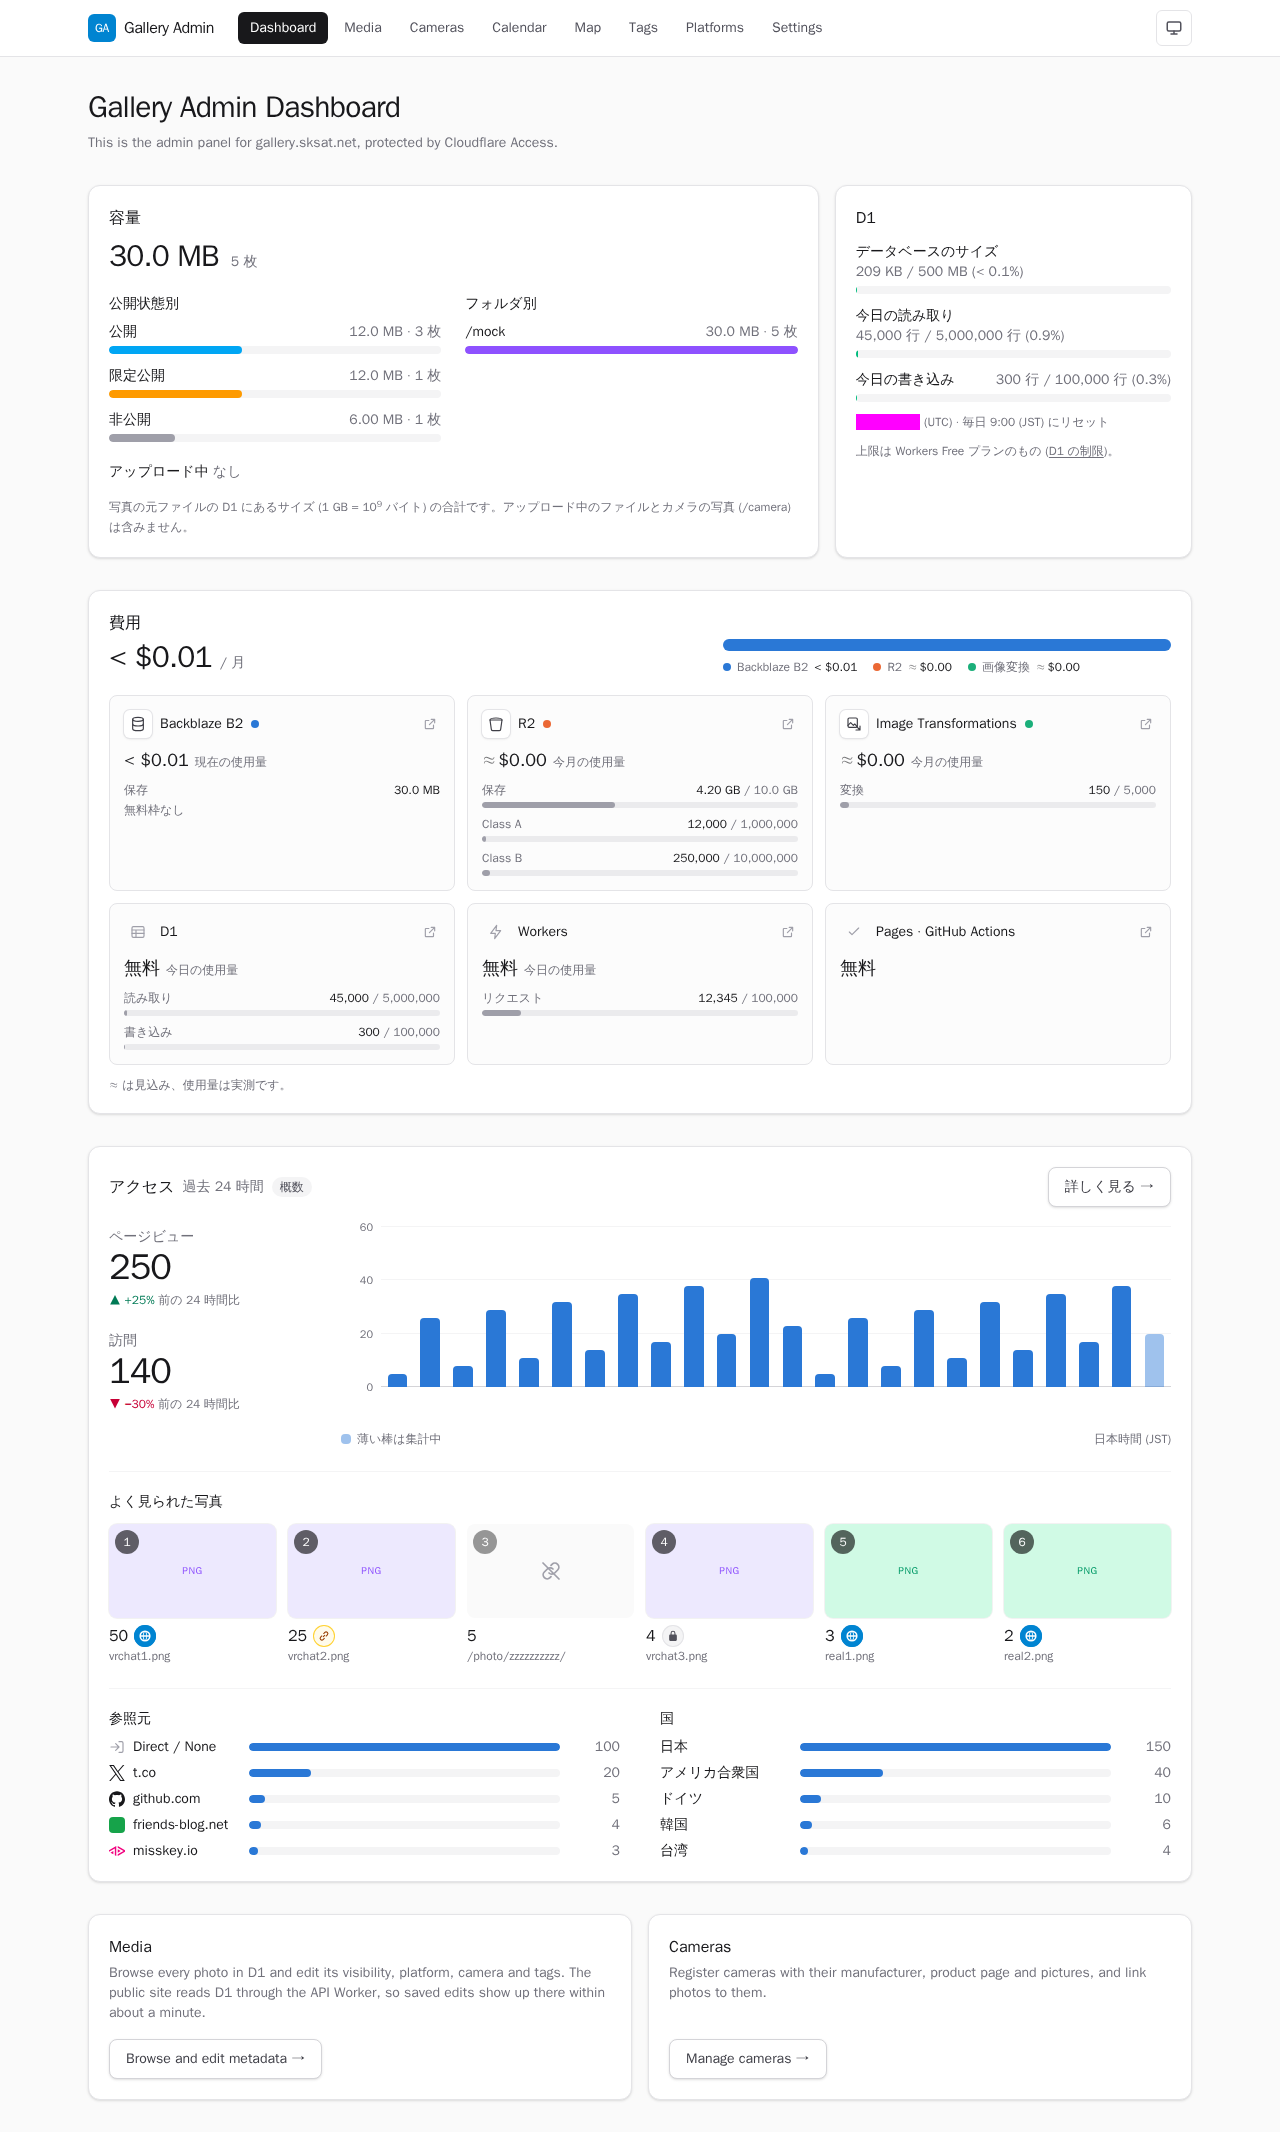 GA Gallery Admin Dashboard Media Cameras Calendar Map Tags Platforms Settings
Gallery Admin Dashboard
This is the admin panel for gallery.sksat.net, protected by Cloudflare Access.
容量
30.0 MB 5 枚
公開状態別
公開 12.0 MB · 3 枚
限定公開 12.0 MB · 1 枚
非公開 6.00 MB · 1 枚
フォルダ別
/mock 30.0 MB · 5 枚
アップロード中 なし
写真の元ファイルの D1 にあるサイズ (1 GB = 10⁹ バイト) の合計です。アップロード中のファイルとカメラの写真 (/camera)
は含みません。
D1
データベースのサイズ
209 KB / 500 MB (< 0.1%)
今日の読み取り
45,000 行 / 5,000,000 行 (0.9%)
今日の書き込み 300 行 / 100,000 行 (0.3%)
(UTC) · 毎日 9:00 (JST) にリセット
上限は Workers Free プランのもの (D1 の制限)。
費用
< $0.01 / 月
Backblaze B2 < $0.01 R2 ≈ $0.00 画像変換 ≈ $0.00
Backblaze B2
< $0.01 現在の使用量
保存 30.0 MB
無料枠なし
R2
≈ $0.00 今月の使用量
保存 4.20 GB / 10.0 GB
Class A 12,000 / 1,000,000
Class B 250,000 / 10,000,000
Image Transformations
≈ $0.00 今月の使用量
変換 150 / 5,000
D1
無料 今日の使用量
読み取り 45,000 / 5,000,000
書き込み 300 / 100,000
Workers
無料 今日の使用量
リクエスト 12,345 / 100,000
Pages · GitHub Actions
無料
≈ は見込み、使用量は実測です。
アクセス 過去 24 時間 概数 詳しく見る →
ページビュー
250
▲ +25% 前の 24 時間比
訪問
140
▼ −30% 前の 24 時間比
60
40
20
0
薄い棒は集計中 日本時間 (JST)
よく見られた写真
1 PNG
50
vrchat1.png
2 PNG
25
vrchat2.png
3
5
/photo/zzzzzzzzzz/
4 PNG
4
vrchat3.png
5 PNG
3
real1.png
6 PNG
2
real2.png
参照元
Direct / None 100
t.co 20
github.com 5
friends-blog.net 4
misskey.io 3
国
日本 150
アメリカ合衆国 40
ドイツ 10
韓国 6
台湾 4
Media
Browse every photo in D1 and edit its visibility, platform, camera and tags. The
public site reads D1 through the API Worker, so saved edits show up there within
about a minute.
Browse and edit metadata →
Cameras
Register cameras with their manufacturer, product page and pictures, and link
photos to them.
Manage cameras →